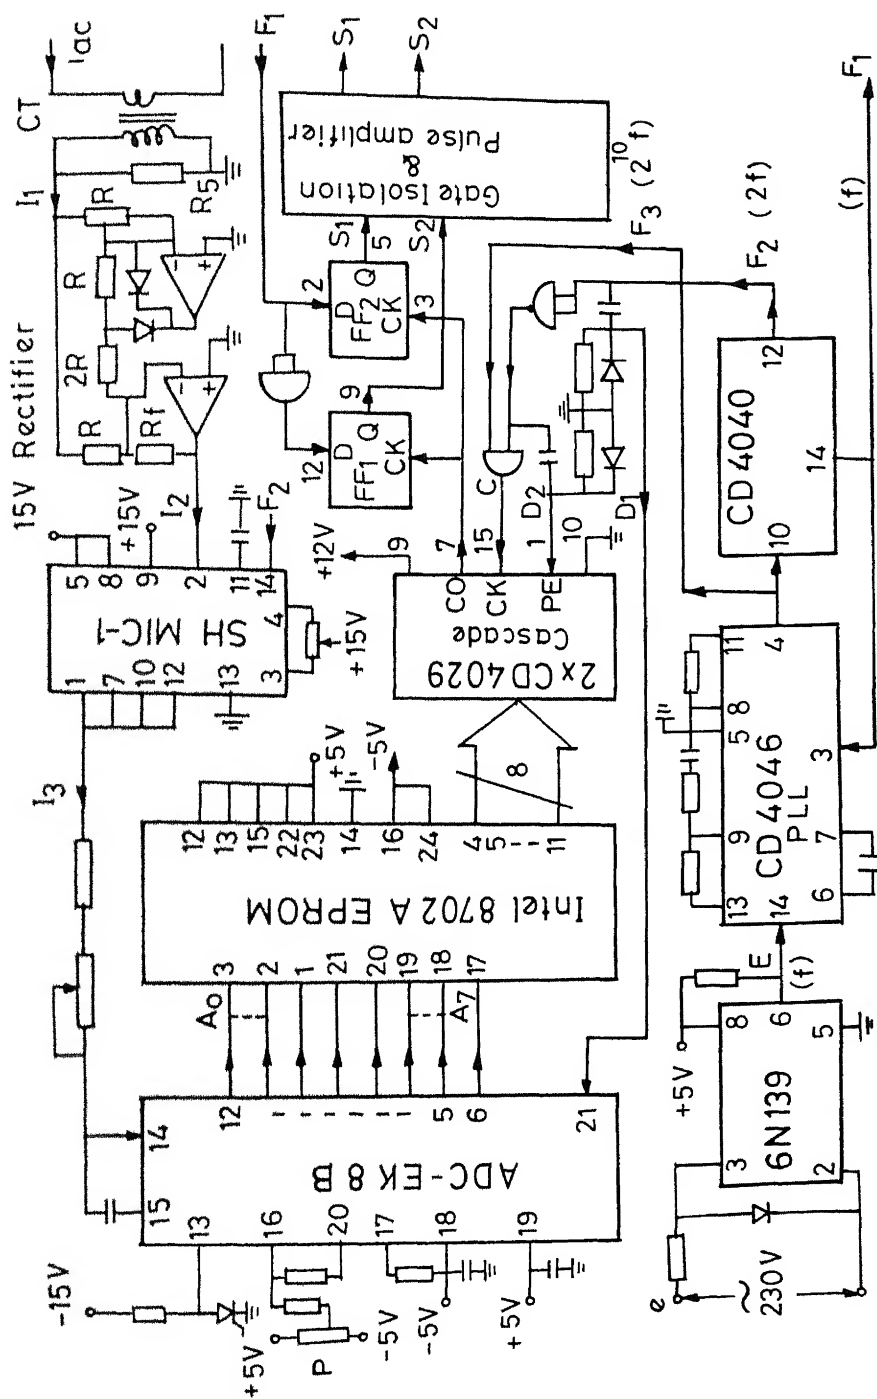 15V Rectifier
I1
CT
iac
R
R
2R
R
Rf
R5
−
+
−
+
I2
I3
5
8
+15V
9
2
11
14
F2
SH MIC-1
1
7
10
12
13
3
4
+15V
F1
S1
S2
Gate Isolation
&
Pulse amplifier
S1
5
S2
2
D
Q
FF2
CK
3
12
D
Q
FF1
CK
9
+12V
9
7
CO
15
CK
1
PE
10
C
D2
D1
2xCD4029
Cascade
F3 (2^10 f)
F2 (2f)
8
Intel 8702A EPROM
12
13
15
22
23
+5V
14
16
-5V
24
4
5
11
3
2
1
21
20
19
18
17
A0
A7
ADC-EK 8B
12
5
6
21
14
15
13
16
20
17
18
19
-15V
+5V
P
-5V
-5V
+5V
e
~
230V
6N139
3
2
8
6
5
+5V
E
(f)
CD4046
PLL
13
14
9
5
8
11
6
7
3
4
CD4040
10
14
12
(f)
F1